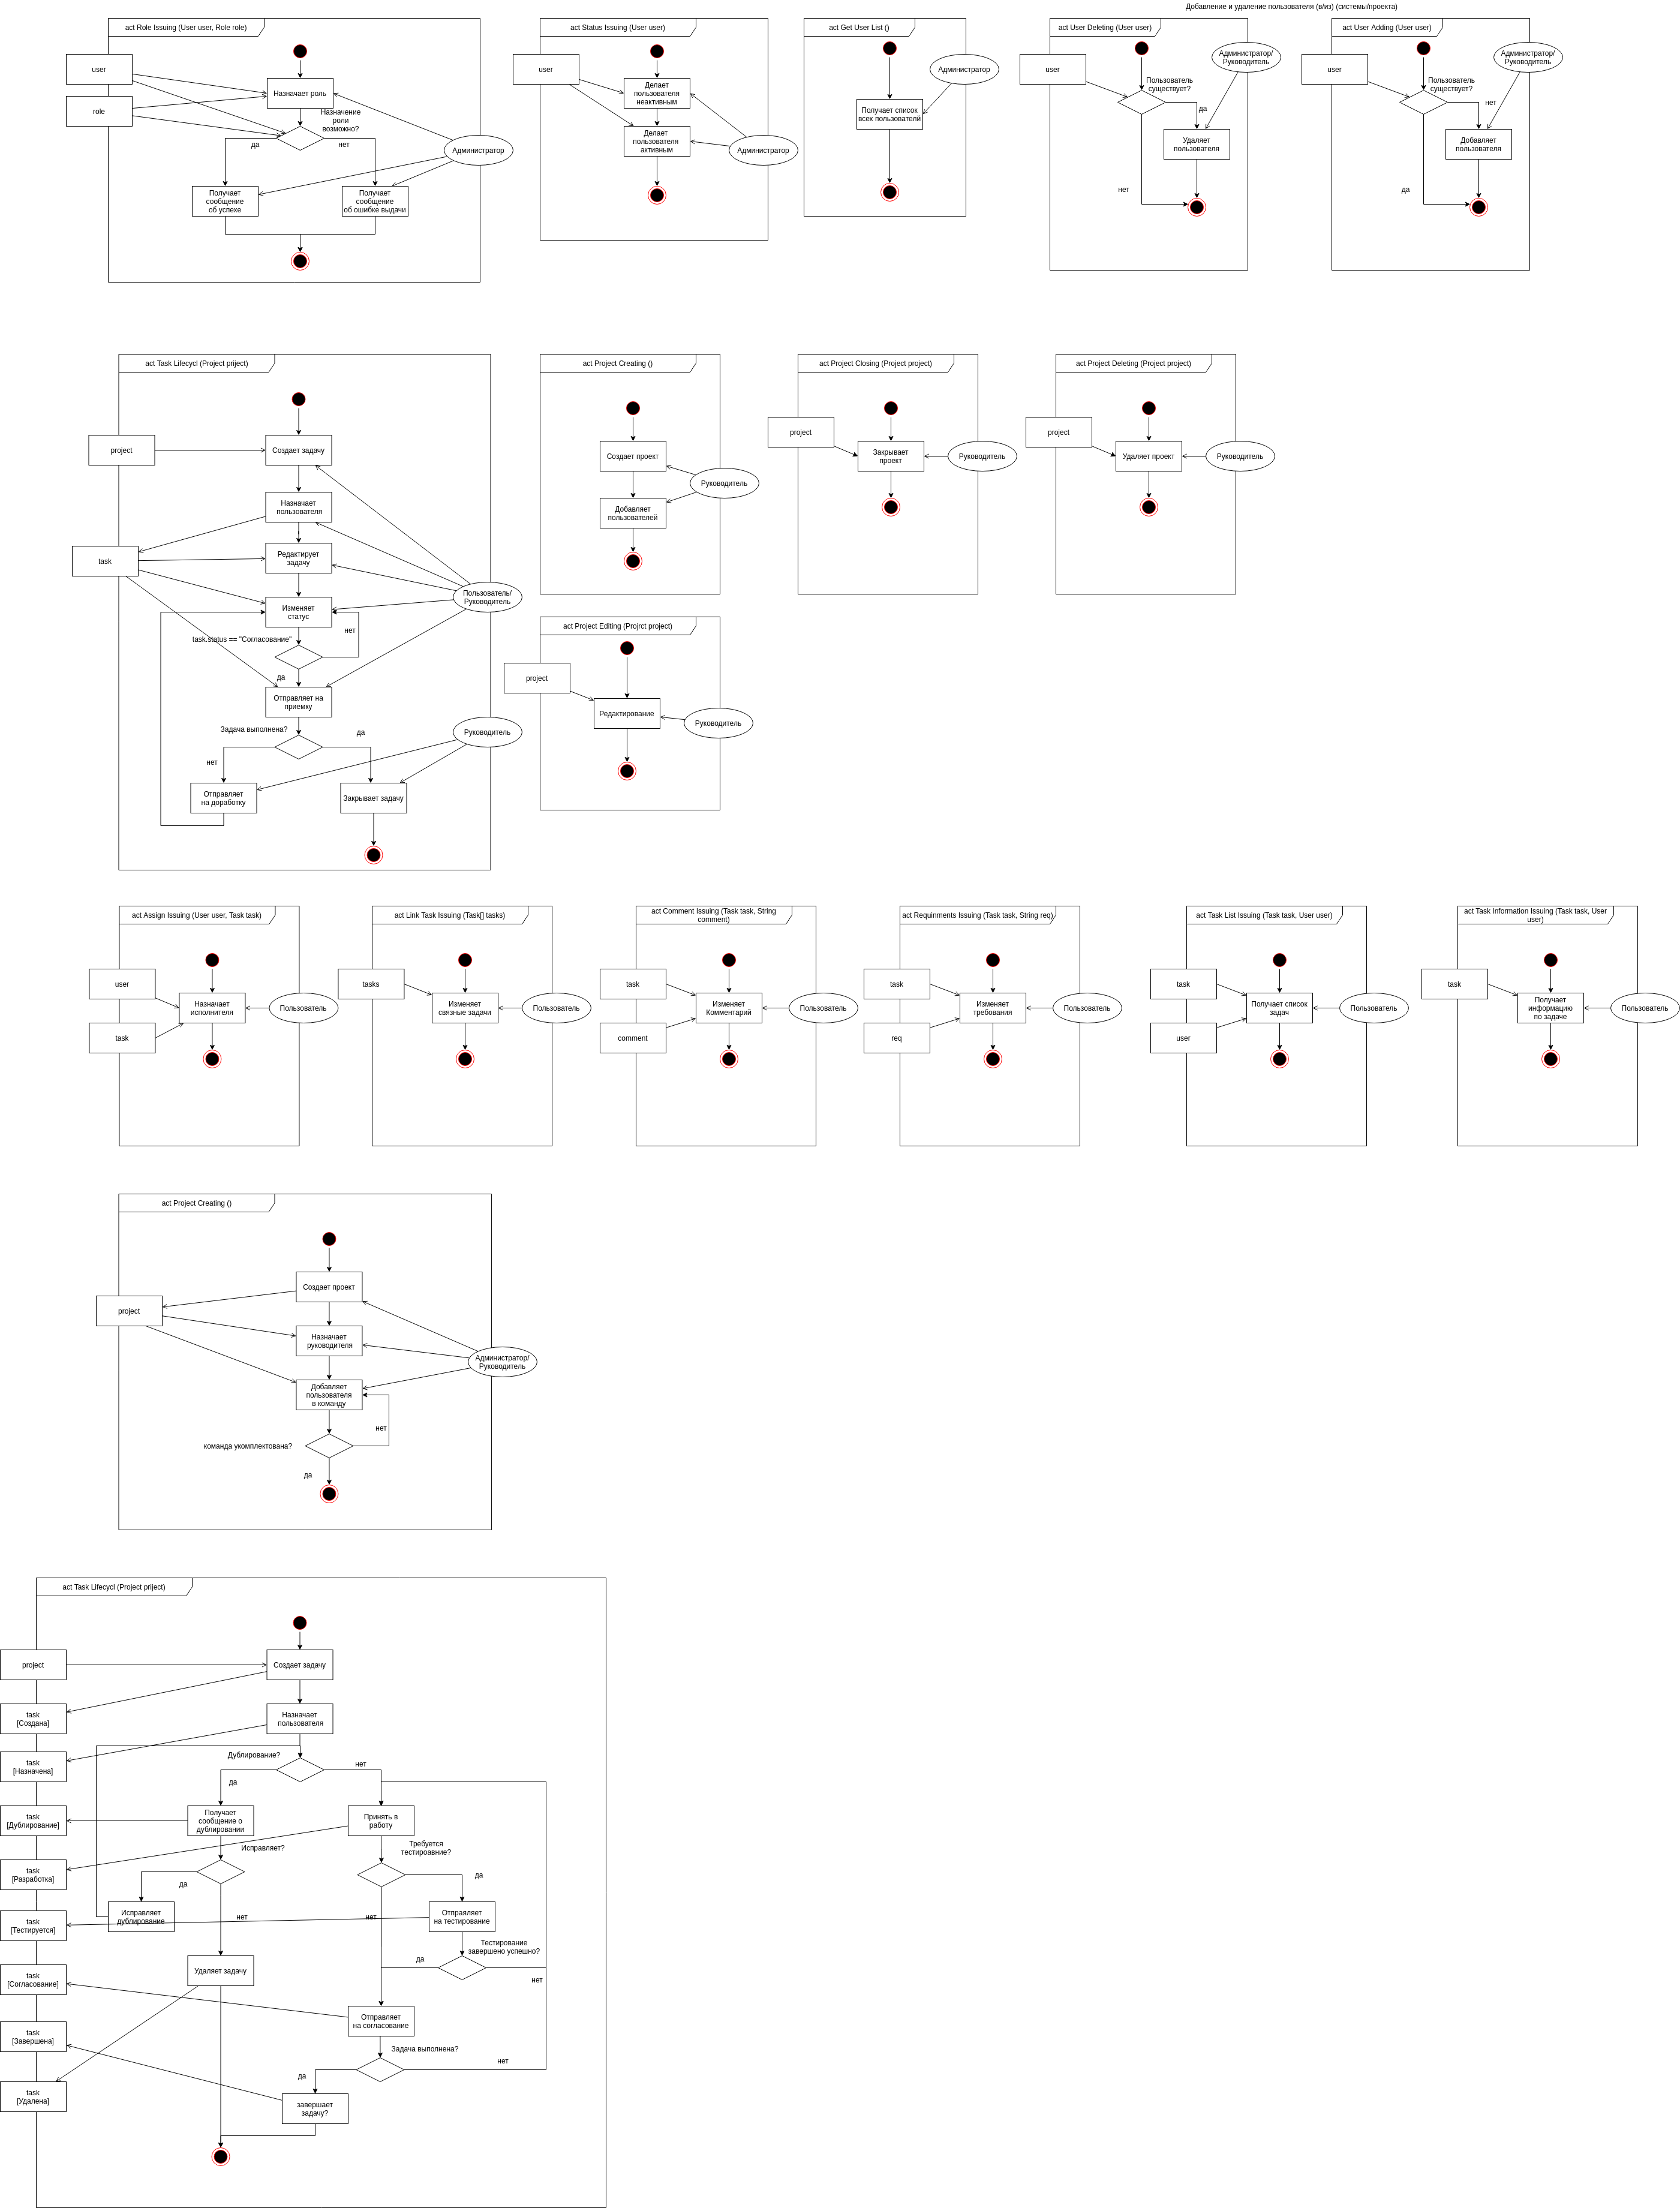 Добавление и удаление пользователя (в/из) (системы/проекта)
act Role Issuing (User user, Role role)
user
role
Назначает роль
Назначение
роли
возможно?
да
нет
Администратор
Получает
сообщение
об успехе
Получает
сообщение
об ошибке выдачи
act Status Issuing (User user)
user
Делает
пользователя
неактивным
Делает
пользователя
активным
Администратор
act Get User List ()
Администратор
Получает список
всех пользователй
act User Deleting (User user)
user
Администратор/
Руководитель
Пользователь
существует?
да
Удаляет
пользователя
нет
act User Adding (User user)
user
Администратор/
Руководитель
Пользователь
существует?
нет
Добавляет
пользователя
да
act Task Lifecycl (Project priject)
project
Создает задачу
Назначает
пользователя
task
Редактирует
задачу
Пользователь/
Руководитель
Изменяет
статус
нет
task.status == "Согласование"
да
Отправляет на
приемку
Задача выполнена?
да
Руководитель
нет
Отправляет
на доработку
Закрывает задачу
act Project Creating ()
Создает проект
Руководитель
Добавляет
пользователей
act Project Closing (Project project)
project
Закрывает
проект
Руководитель
act Project Deleting (Project project)
project
Удаляет проект
Руководитель
act Project Editing (Projrct project)
project
Редактирование
Руководитель
act Assign Issuing (User user, Task task)
user
Назначает
исполнителя
Пользователь
task
act Link Task Issuing (Task[] tasks)
tasks
Изменяет
связные задачи
Пользователь
act Comment Issuing (Task task, String
comment)
task
Изменяет
Комментарий
Пользователь
comment
act Requinments Issuing (Task task, String req)
task
Изменяет
требования
Пользователь
req
act Task List Issuing (Task task, User user)
task
Получает список
задач
Пользователь
user
act Task Information Issuing (Task task, User
user)
task
Получает
информацию
по задаче
Пользователь
act Project Creating ()
Создает проект
project
Назначает
руководителя
Администратор/
Руководитель
Добавляет
пользователя
в команду
нет
команда укомплектована?
да
act Task Lifecycl (Project priject)
project
Создает задачу
task
[Создана]
Назначает
пользователя
task
[Назначена]
Дублирование?
нет
да
task
[Дублирование]
Получает
сообщение о
дублировании
Принять в
работу
Исправляет?
Требуется
тестироавние?
task
[Разработка]
да
да
Исправляет
дублирование
нет
нет
Отпраяляет
на тестирование
task
[Тестируется]
Тестирование
завершено успешно?
да
Удаляет задачу
нет
task
[Согласование]
Отправляет
на согласование
task
[Завершена]
Задача выполнена?
нет
да
task
[Удалена]
завершает
задачу?